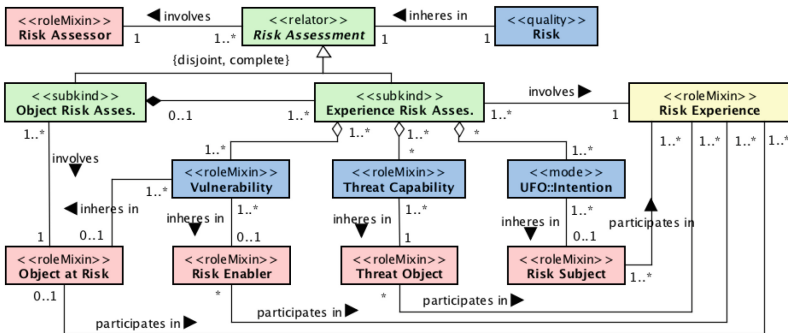 <<roleMixin>>
Risk Assessor
involves
1
1..*
<<relator>>
Risk Assessment
1
inheres in
1
<<quality>>
Risk
{disjoint, complete}
<<subkind>>
Object Risk Asses.
0..1
1..*
<<subkind>>
Experience Risk Asses.
involves
1..*
1
<<roleMixin>>
Risk Experience
1..*
involves
1..*
1..*
*
1..*
*
1..*
1..*
1..*
1..*
1..*
<<roleMixin>>
Vulnerability
<<roleMixin>>
Threat Capability
<<mode>>
UFO::Intention
1..*
inheres in
1..*
inheres in
1..*
inheres in
1..*
inheres in
participates in
1
0..1
0..1
1
0..1
<<roleMixin>>
Object at Risk
<<roleMixin>>
Risk Enabler
<<roleMixin>>
Threat Object
<<roleMixin>>
Risk Subject
1..*
0..1
*
*
participates in
participates in
participates in